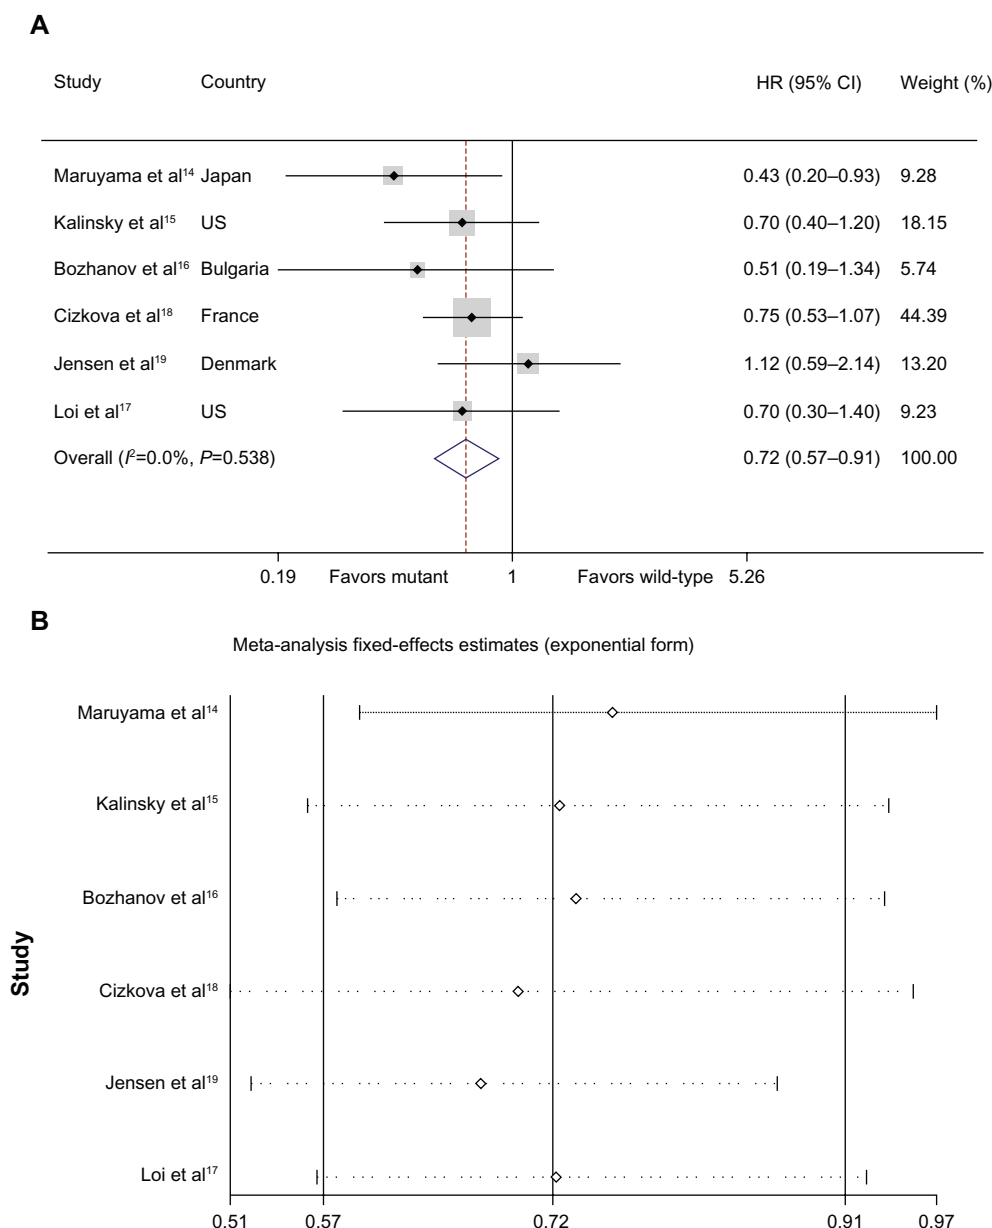 A
Study Country HR (95% CI) Weight (%)
Maruyama et al¹⁴ Japan 0.43 (0.20–0.93) 9.28
Kalinsky et al¹⁵ US 0.70 (0.40–1.20) 18.15
Bozhanov et al¹⁶ Bulgaria 0.51 (0.19–1.34) 5.74
Cizkova et al¹⁸ France 0.75 (0.53–1.07) 44.39
Jensen et al¹⁹ Denmark 1.12 (0.59–2.14) 13.20
Loi et al¹⁷ US 0.70 (0.30–1.40) 9.23
Overall (I²=0.0%, P=0.538) 0.72 (0.57–0.91) 100.00
0.19 Favors mutant 1 Favors wild-type 5.26
B
Meta-analysis fixed-effects estimates (exponential form)
Maruyama et al¹⁴
Kalinsky et al¹⁵
Bozhanov et al¹⁶
Cizkova et al¹⁸
Jensen et al¹⁹
Loi et al¹⁷
Study
0.51 0.57 0.72 0.91 0.97